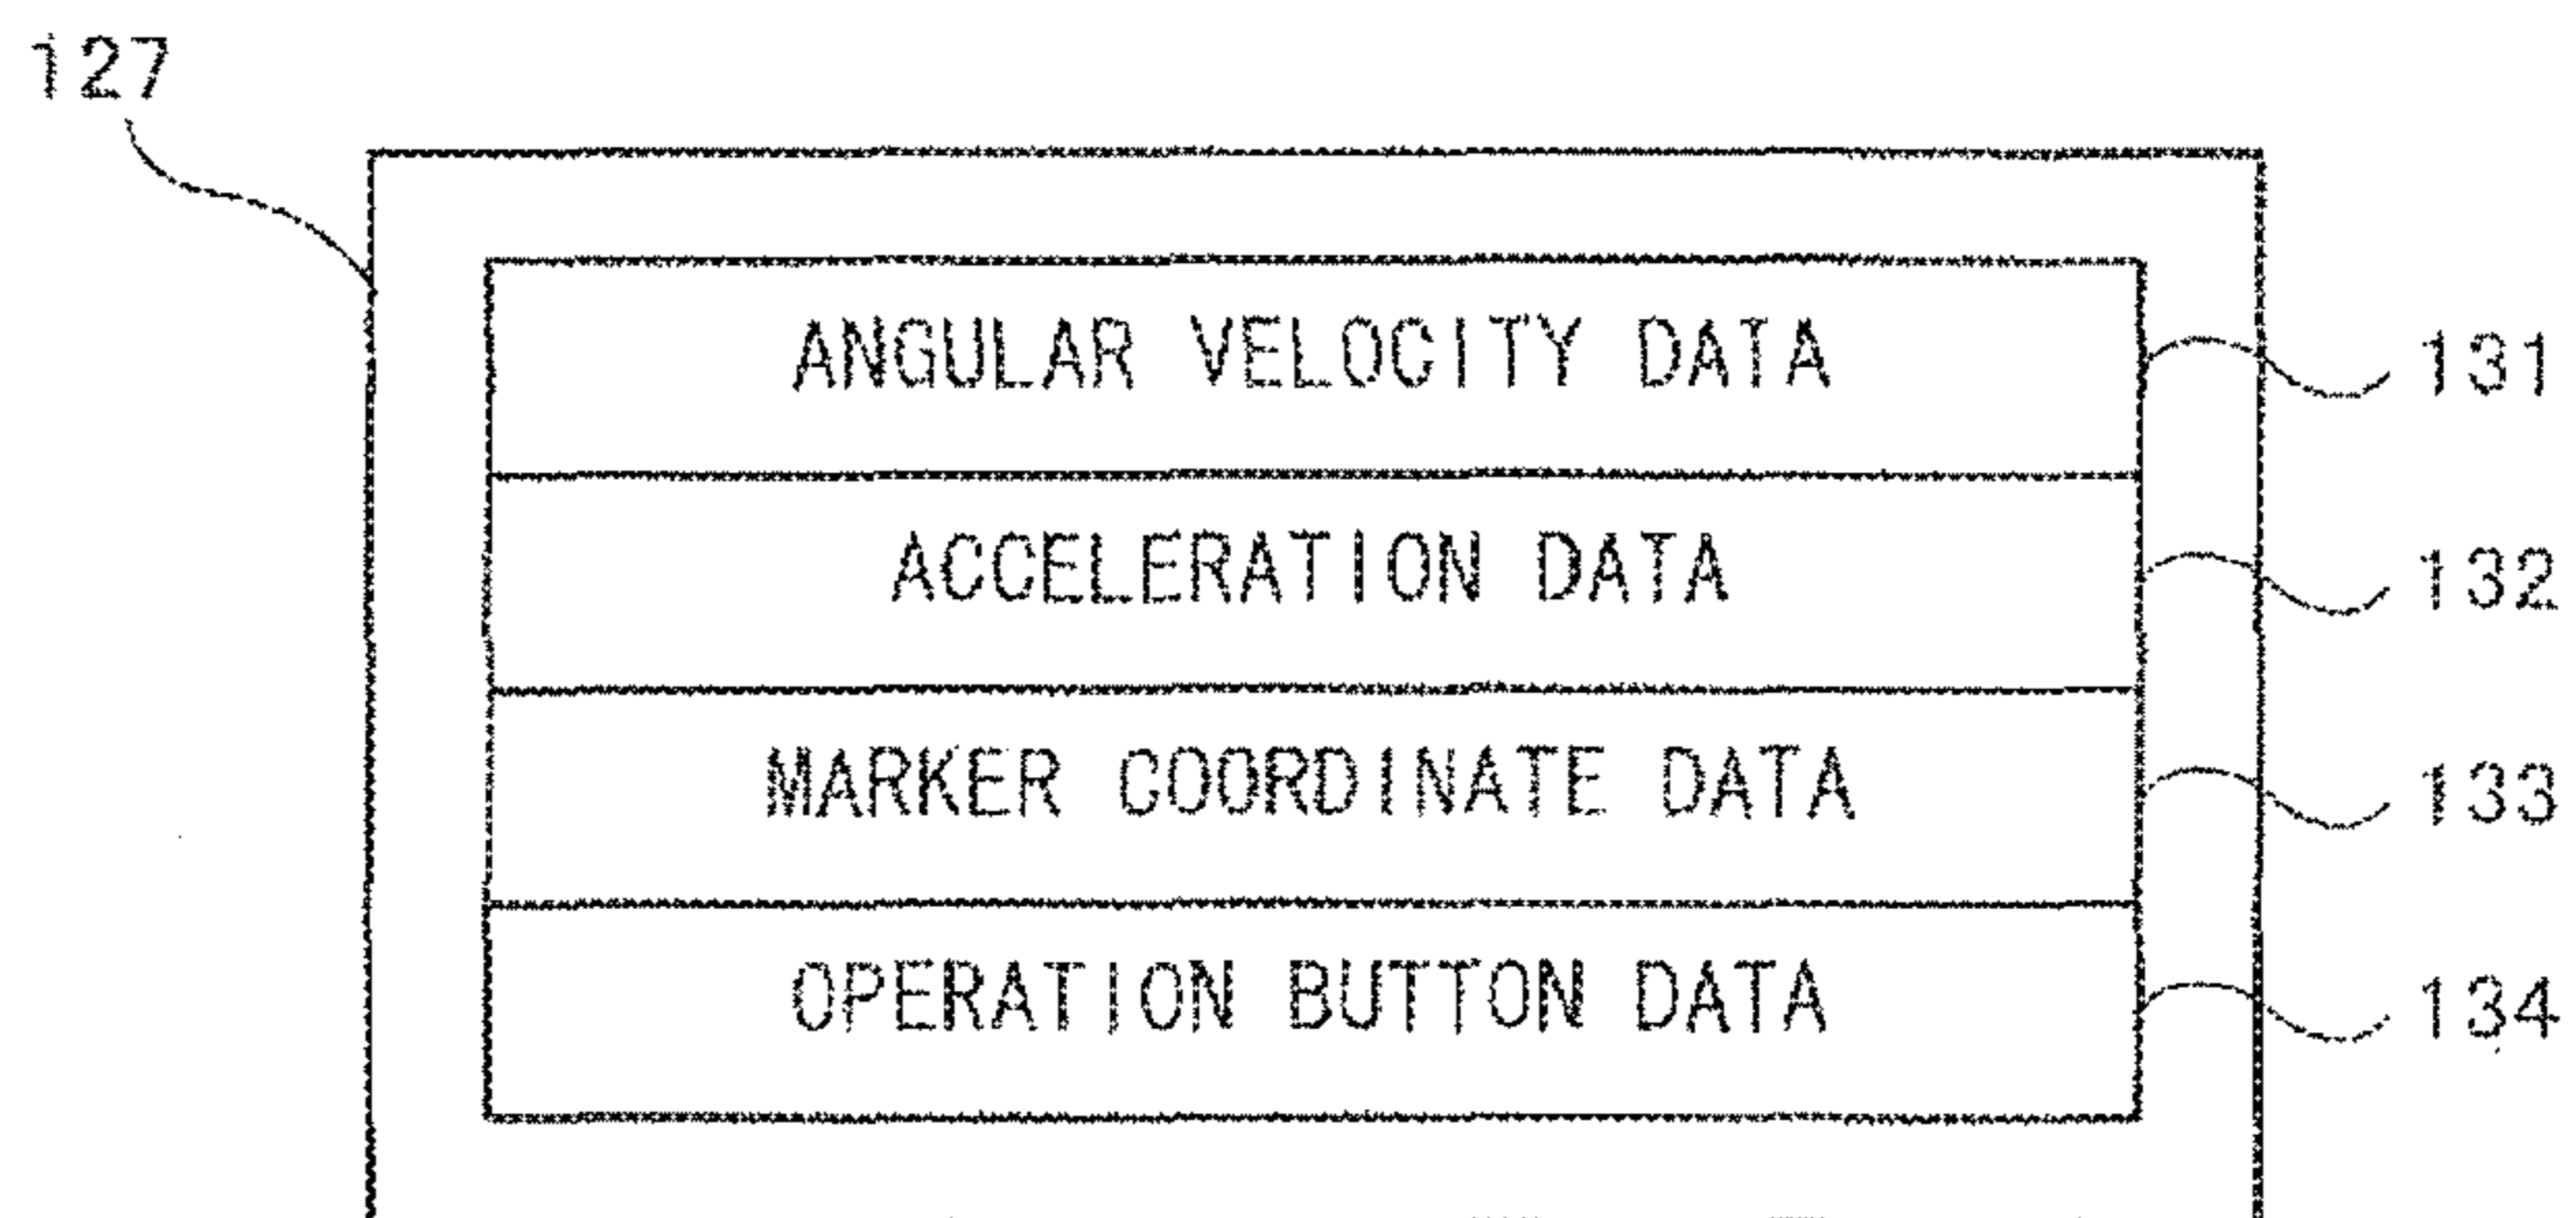 127
ANGULAR VELOCITY DATA 131
ACCELERATION DATA 132
MARKER COORDINATE DATA 133
OPERATION BUTTON DATA 134